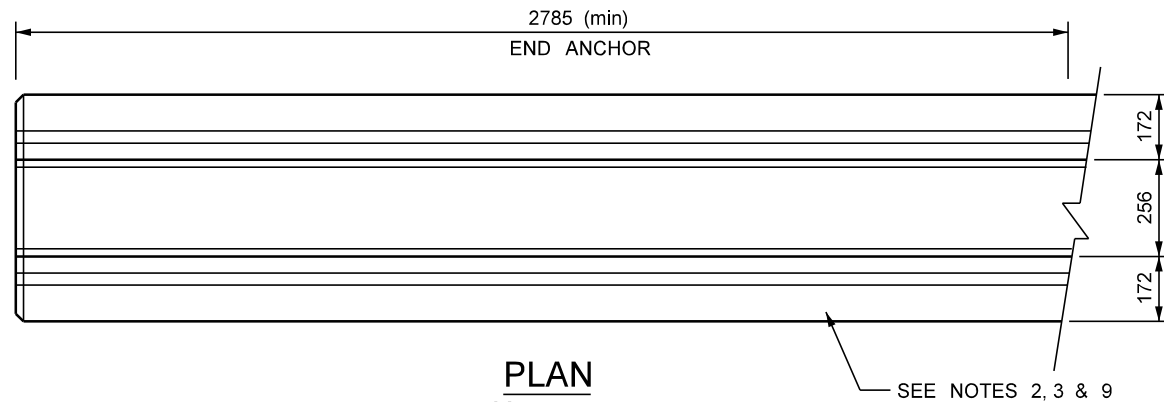 2785 (min)
END ANCHOR
172
256
172
PLAN
SEE NOTES 2, 3 & 9